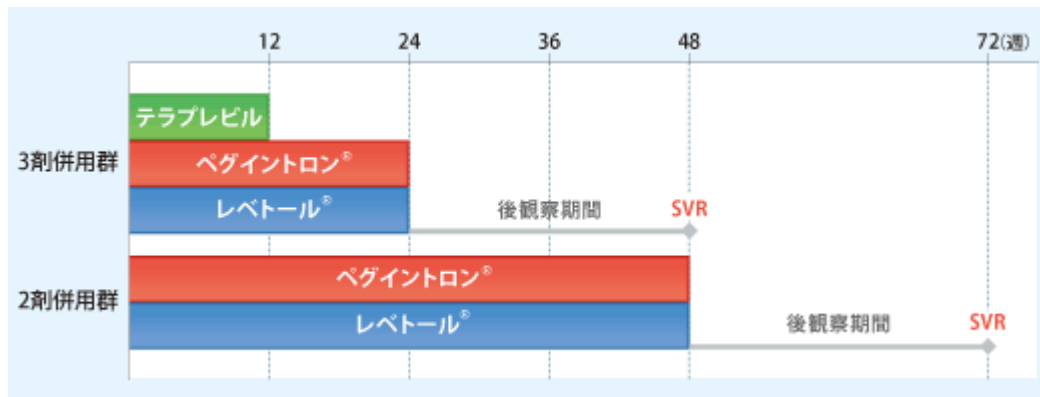 12 24 36 48 72(週)
テラプレビル
3剤併用群
ペグイントロン®
レベトール®
後観察期間
SVR
2剤併用群
ペグイントロン®
レベトール®
後観察期間
SVR